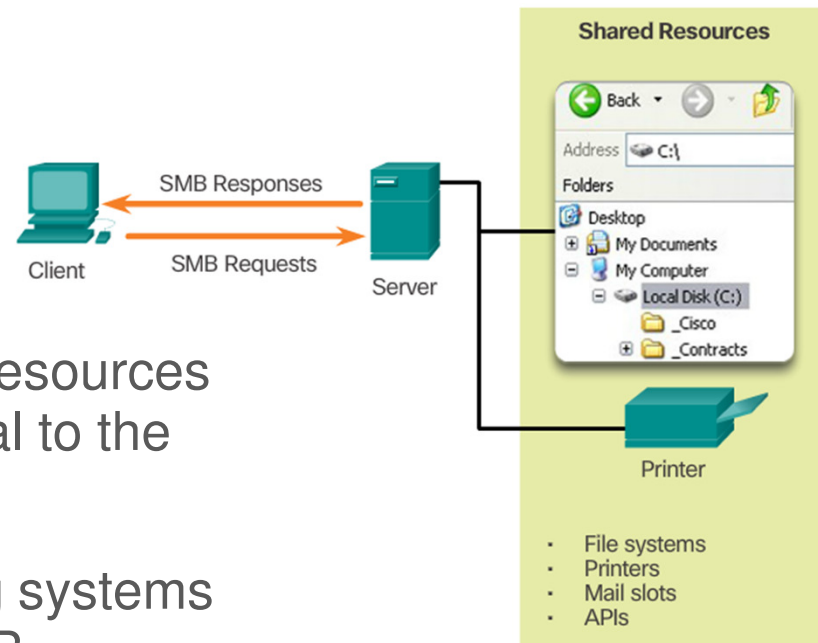 Shared Resources
Back
Address C:\
Folders
Desktop
My Documents
My Computer
Local Disk (C:)
_Cisco
_Contracts
SMB Responses
SMB Requests
Client
Server
Printer
esources
al to the
systems
· File systems
· Printers
· Mail slots
· APIs